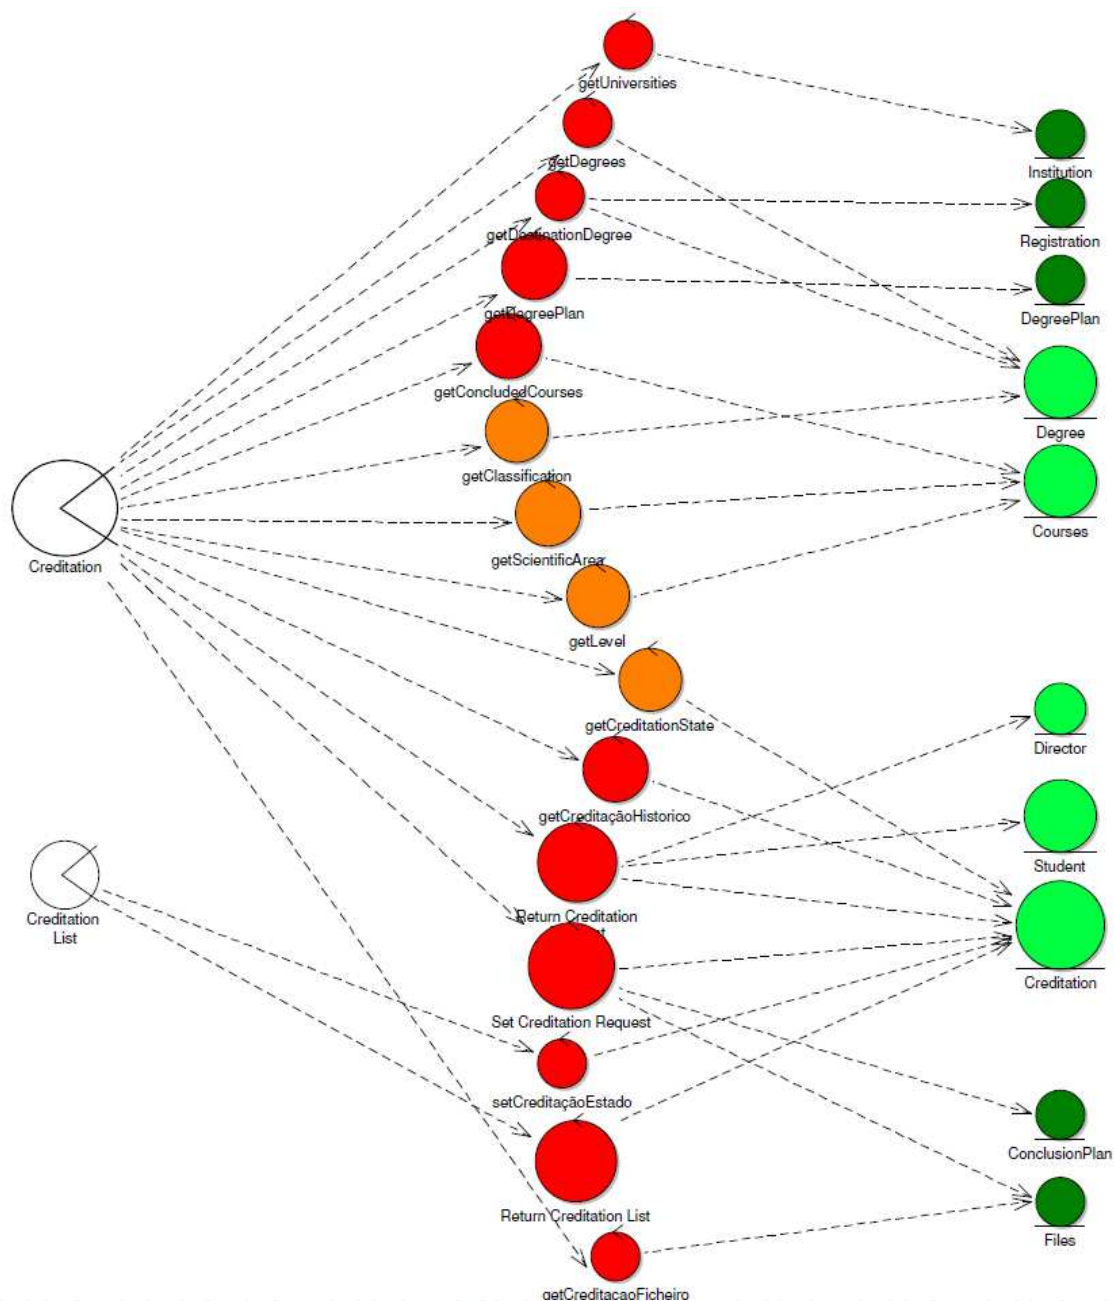 getUniversities
getDegrees
Institution
getDestinationDegree
Registration
getDegreePlan
DegreePlan
getConcludedCourses
Degree
getClassification
Courses
getScientificArea
Creditation
getLevel
getCreditationState
Director
getCreditaçãoHistorico
Student
Creditation
List
Return Creditation
Creditation
Set Creditation Request
setCreditaçãoEstado
ConclusionPlan
Return Creditation List
Files
getCreditacaoFicheiro